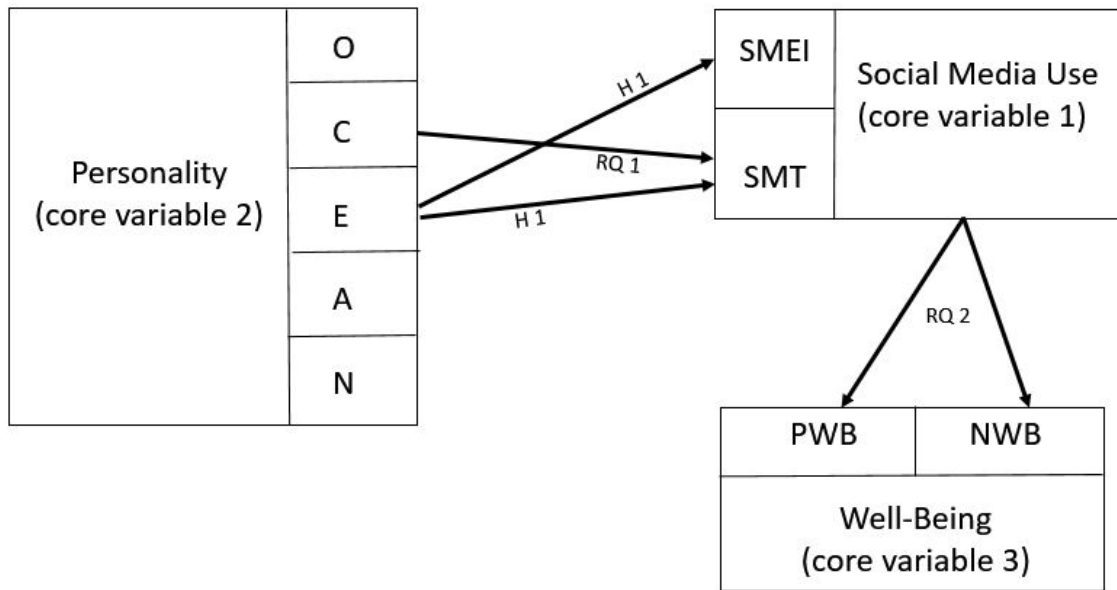 Personality
(core variable 2)
O
C
E
A
N
H 1
RQ 1
H 1
SMEI
SMT
Social Media Use
(core variable 1)
RQ 2
PWB
NWB
Well-Being
(core variable 3)